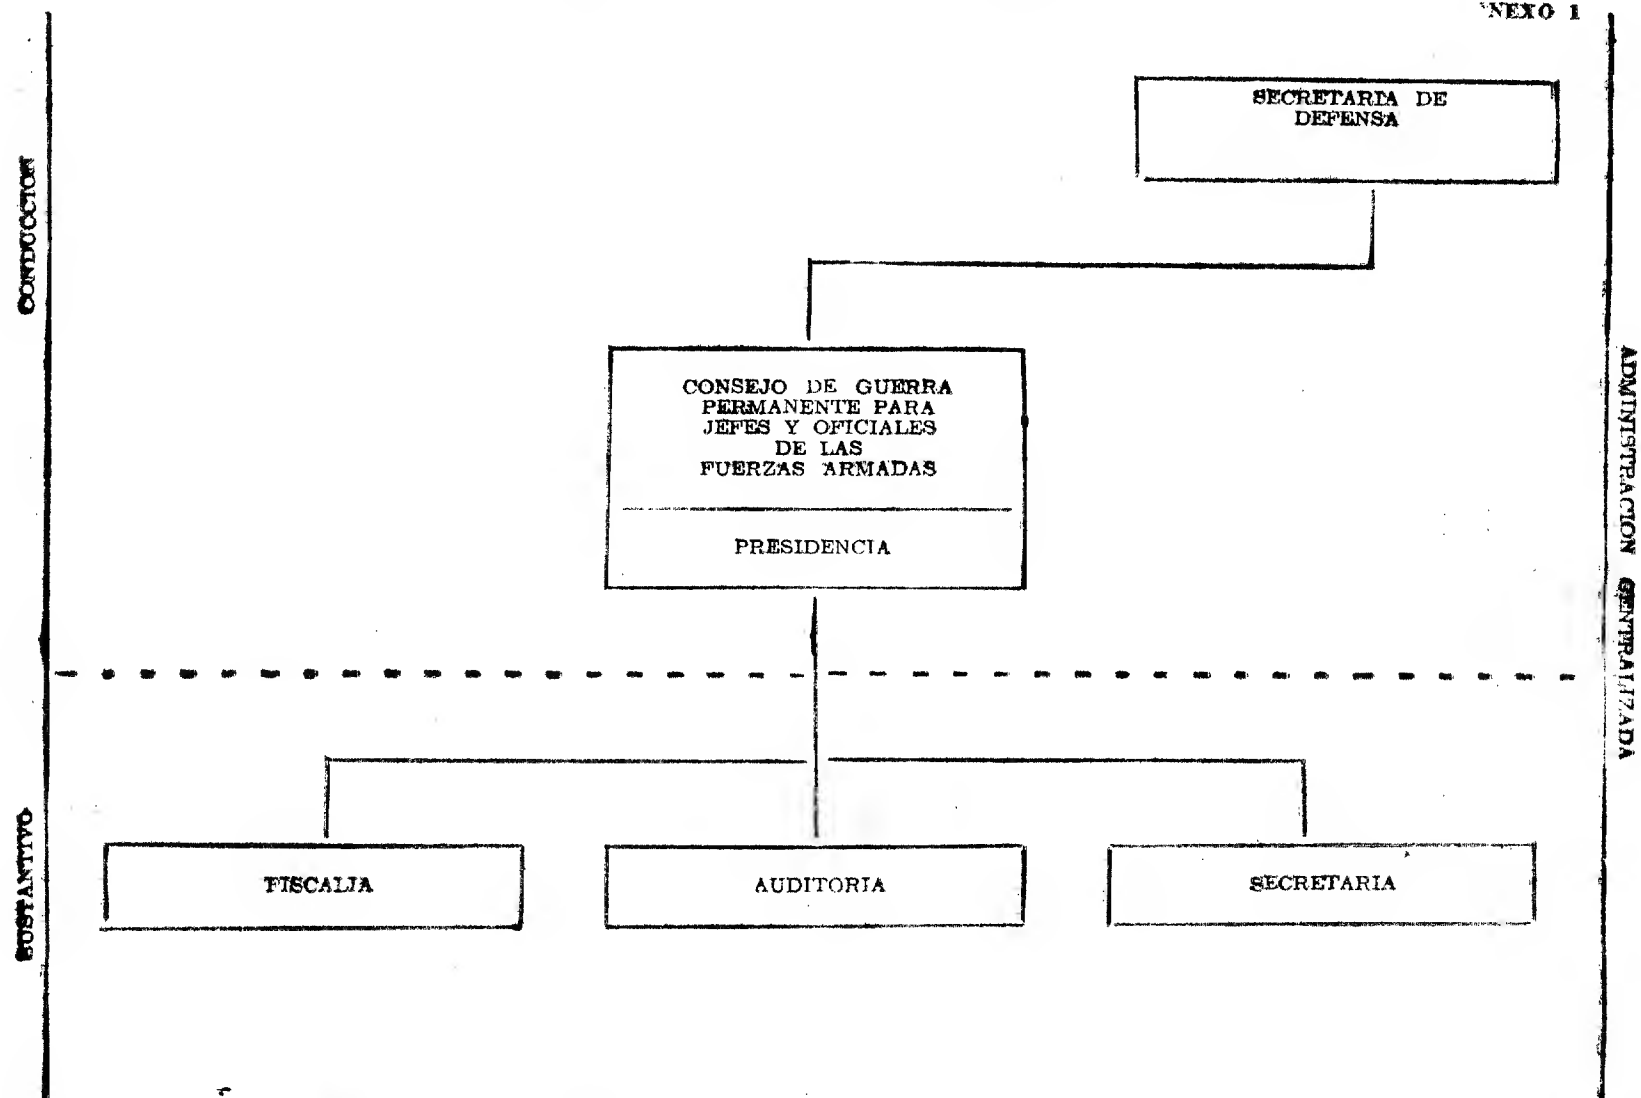 ANEXO 1
SECRETARIA DE
DEFENSA
CONDUCCION
CONSEJO DE GUERRA
PERMANENTE PARA
JEFES Y OFICIALES
DE LAS
FUERZAS ARMADAS
PRESIDENCIA
ADMINISTRACION CENTRALIZADA
SUSTANTIVO
FISCALIA
AUDITORIA
SECRETARIA